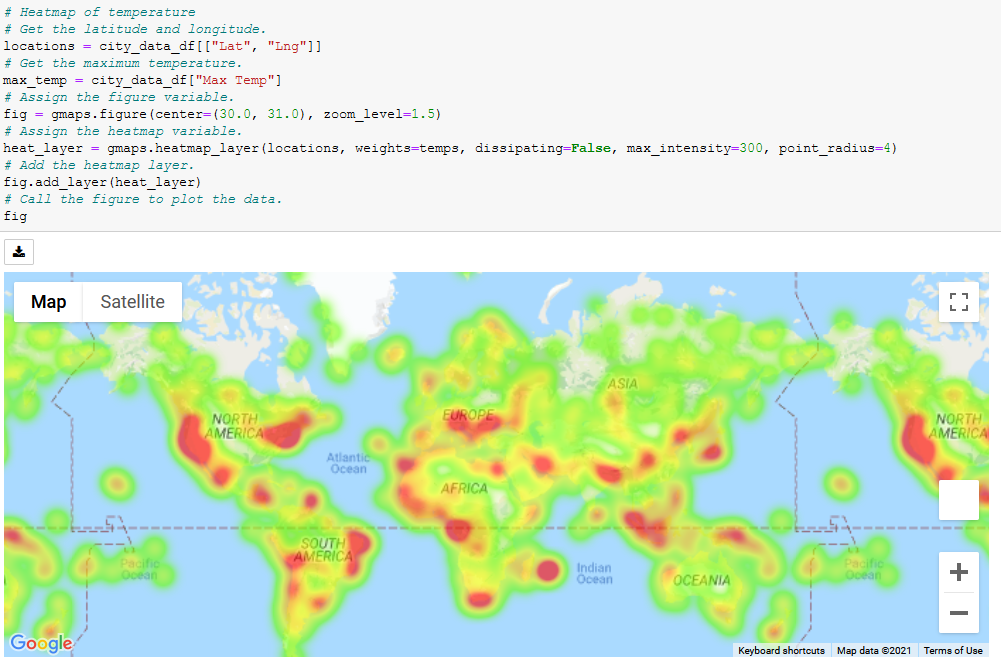 # Heatmap of temperature
# Get the latitude and longitude.
locations = city_data_df[["Lat", "Lng"]]
# Get the maximum temperature.
max_temp = city_data_df["Max Temp"]
# Assign the figure variable.
fig = gmaps.figure(center=(30.0, 31.0), zoom_level=1.5)
# Assign the heatmap variable.
heat_layer = gmaps.heatmap_layer(locations, weights=temps, dissipating=False, max_intensity=300, point_radius=4)
# Add the heatmap layer.
fig.add_layer(heat_layer)
# Call the figure to plot the data.
fig
Map Satellite
ASIA
NORTH
AMERICA
EUROPE
NORTH
AMERICA
Atlantic
Ocean
AFRICA
SOUTH
AMERICA
Pacific
Ocean
Indian
Ocean
OCEANIA
Pacific
Ocean
+
−
Google
Keyboard shortcuts Map data ©2021 Terms of Use